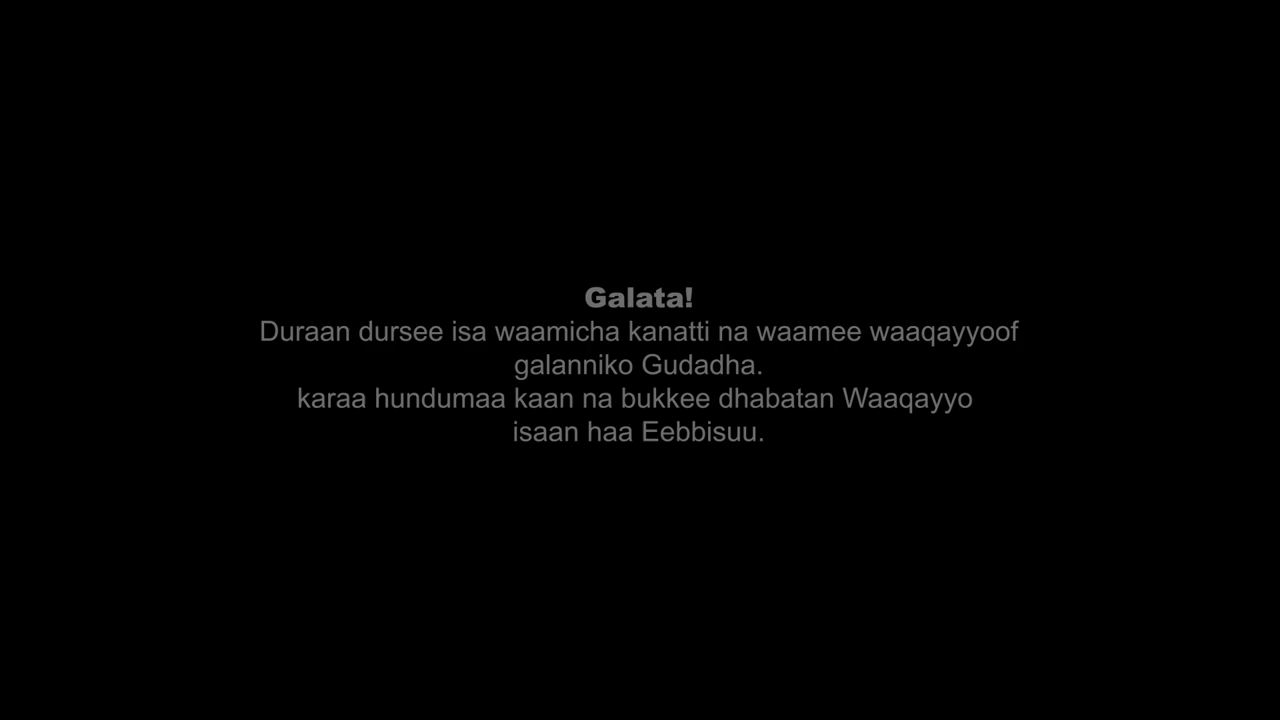 Galata!
Duraan dursee isa waamicha kanatti na waamee waaqayyoof
galanniko Gudadha.
karaa hundumaa kaan na bukkee dhabatan Waaqayyo
isaan haa Eebbisuu.